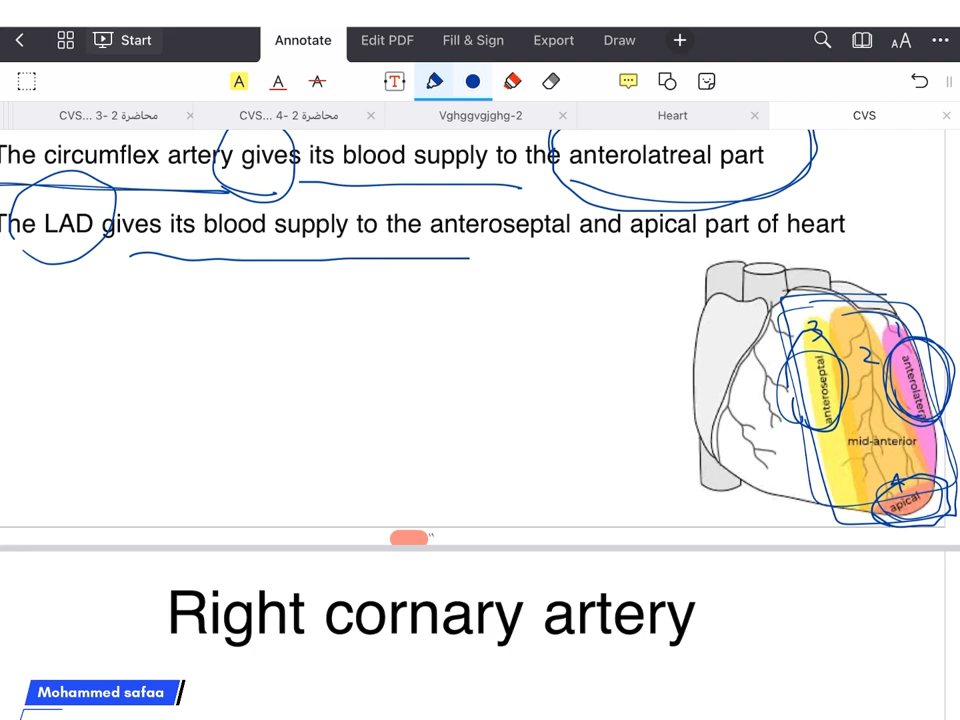 Start
Annotate
Edit PDF
Fill & Sign
Export
Draw
+
AA
A A A T
CVS... 3- محاضرة 2 ×
CVS... 4- محاضرة 2 ×
Vghggvgjghg-2 ×
Heart ×
CVS ×
The circumflex artery gives its blood supply to the anterolatreal part
The LAD gives its blood supply to the anteroseptal and apical part of heart
3
1
2
anteroseptal
anterolateral
mid-anterior
4
apical
Right cornary artery
Mohammed safaa